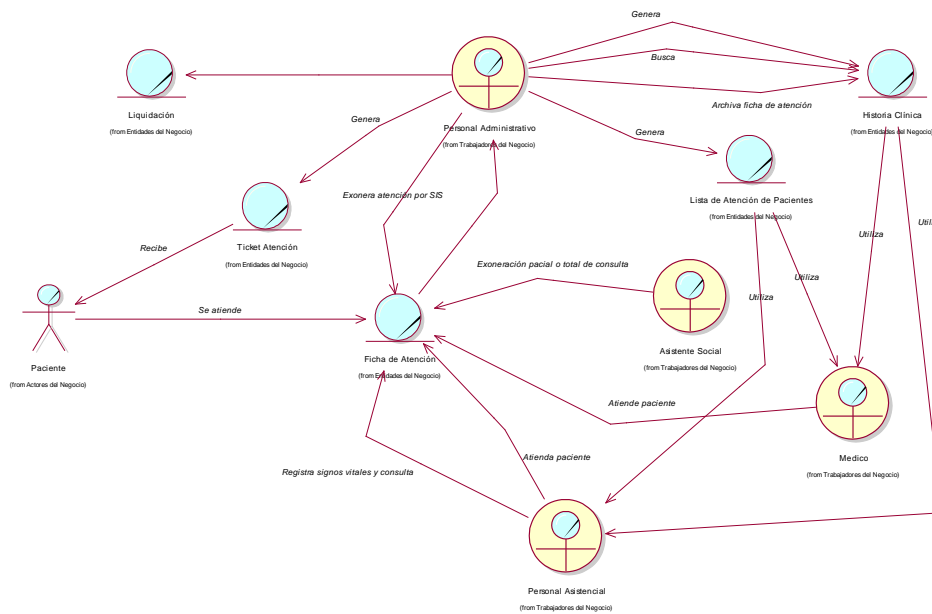 Genera
Busca
Archiva ficha de atención
Liquidación
(from Entidades del Negocio)
Personal Administrativo
(from Trabajadores del Negocio)
Historia Clínica
(from Entidades del Negocio)
Genera
Genera
Exonera atención por SIS
Lista de Atención de Pacientes
(from Entidades del Negocio)
Ticket Atención
(from Entidades del Negocio)
Recibe
Utiliza
Utili
Exoneración pacial o total de consulta
Utiliza
Utiliza
Se atiende
Asistente Social
(from Trabajadores del Negocio)
Ficha de Atención
(from Entidades del Negocio)
Paciente
(from Actores del Negocio)
Atiende paciente
Medico
(from Trabajadores del Negocio)
Atienda paciente
Registra signos vitales y consulta
Personal Asistencial
(from Trabajadores del Negocio)